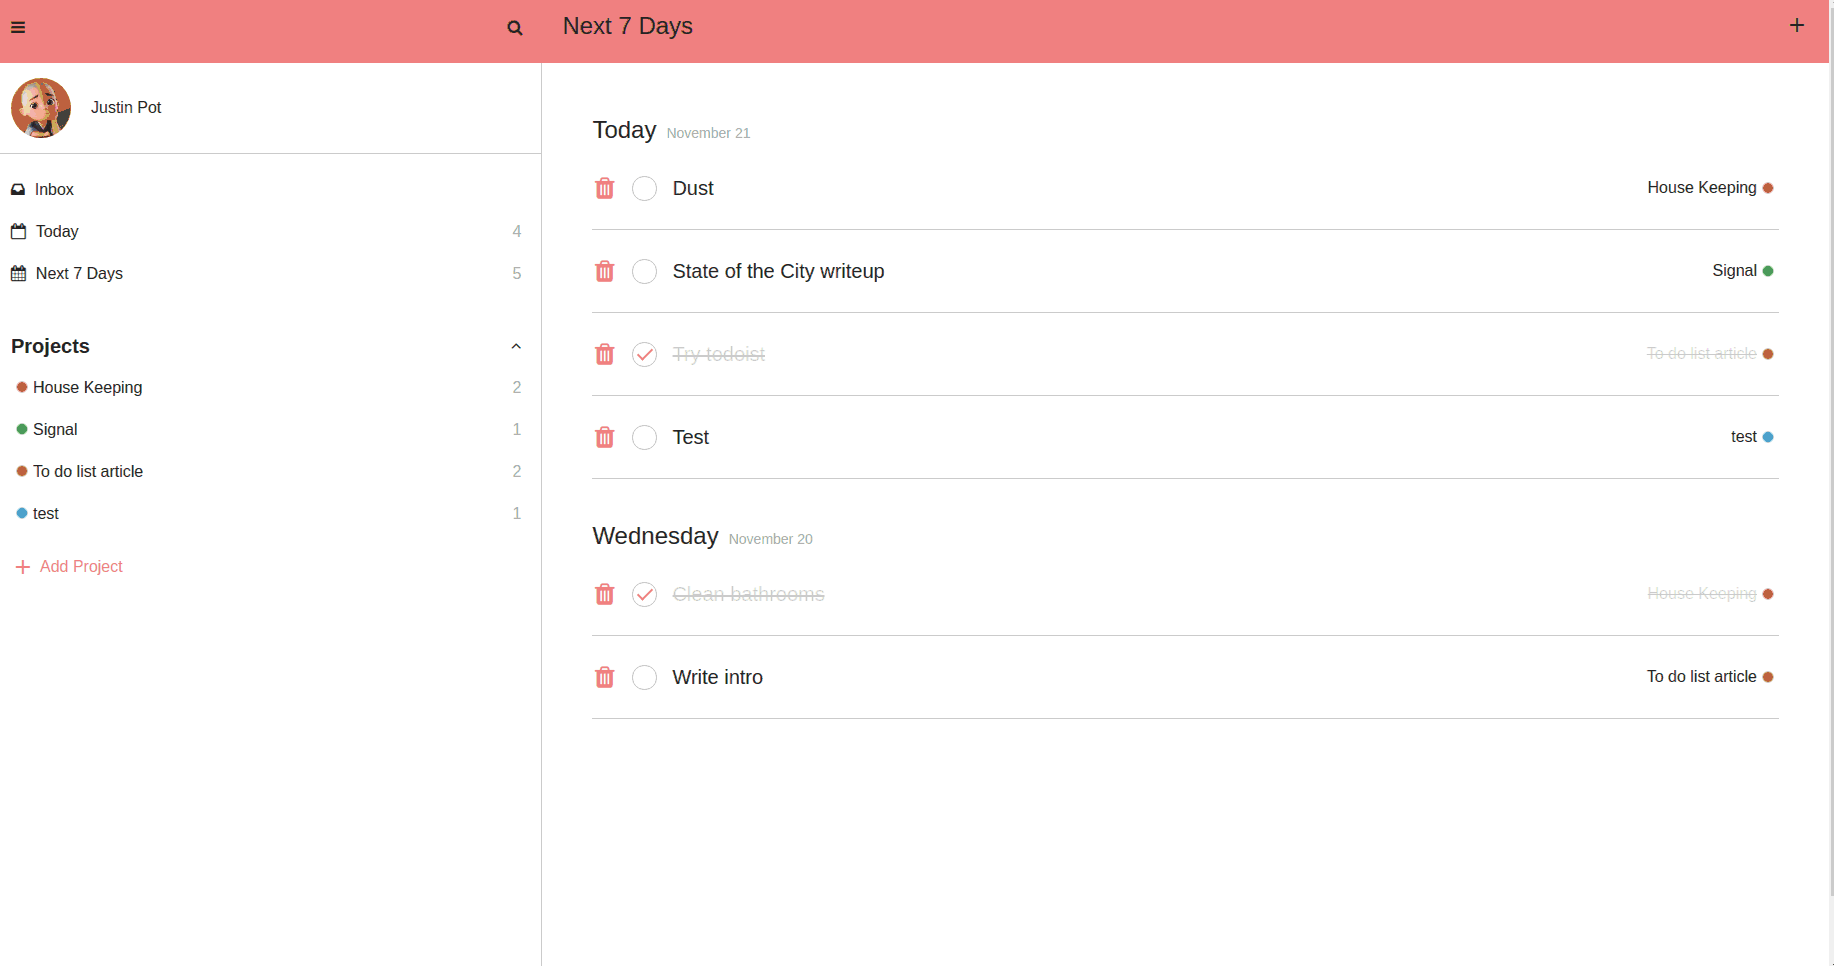 Next 7 Days
Justin Pot
Inbox
Today 4
Next 7 Days 5
Projects
House Keeping 2
Signal 1
To do list article 2
test 1
Add Project
Today November 21
Dust House Keeping
State of the City writeup Signal
Try todoist To do list article
Test test
Wednesday November 20
Clean bathrooms House Keeping
Write intro To do list article